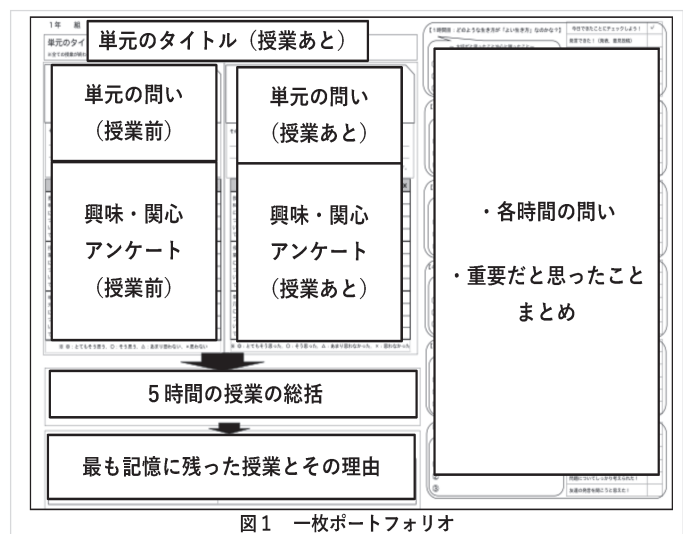 1年 組
単元のタイトル(授業あと)
単元の問い
(授業前)
単元の問い
(授業あと)
興味・関心
アンケート
(授業前)
興味・関心
アンケート
(授業あと)
5時間の授業の総括
最も記憶に残った授業とその理由
・各時間の問い
・重要だと思ったこと
まとめ
②
③
図1 一枚ポートフォリオ